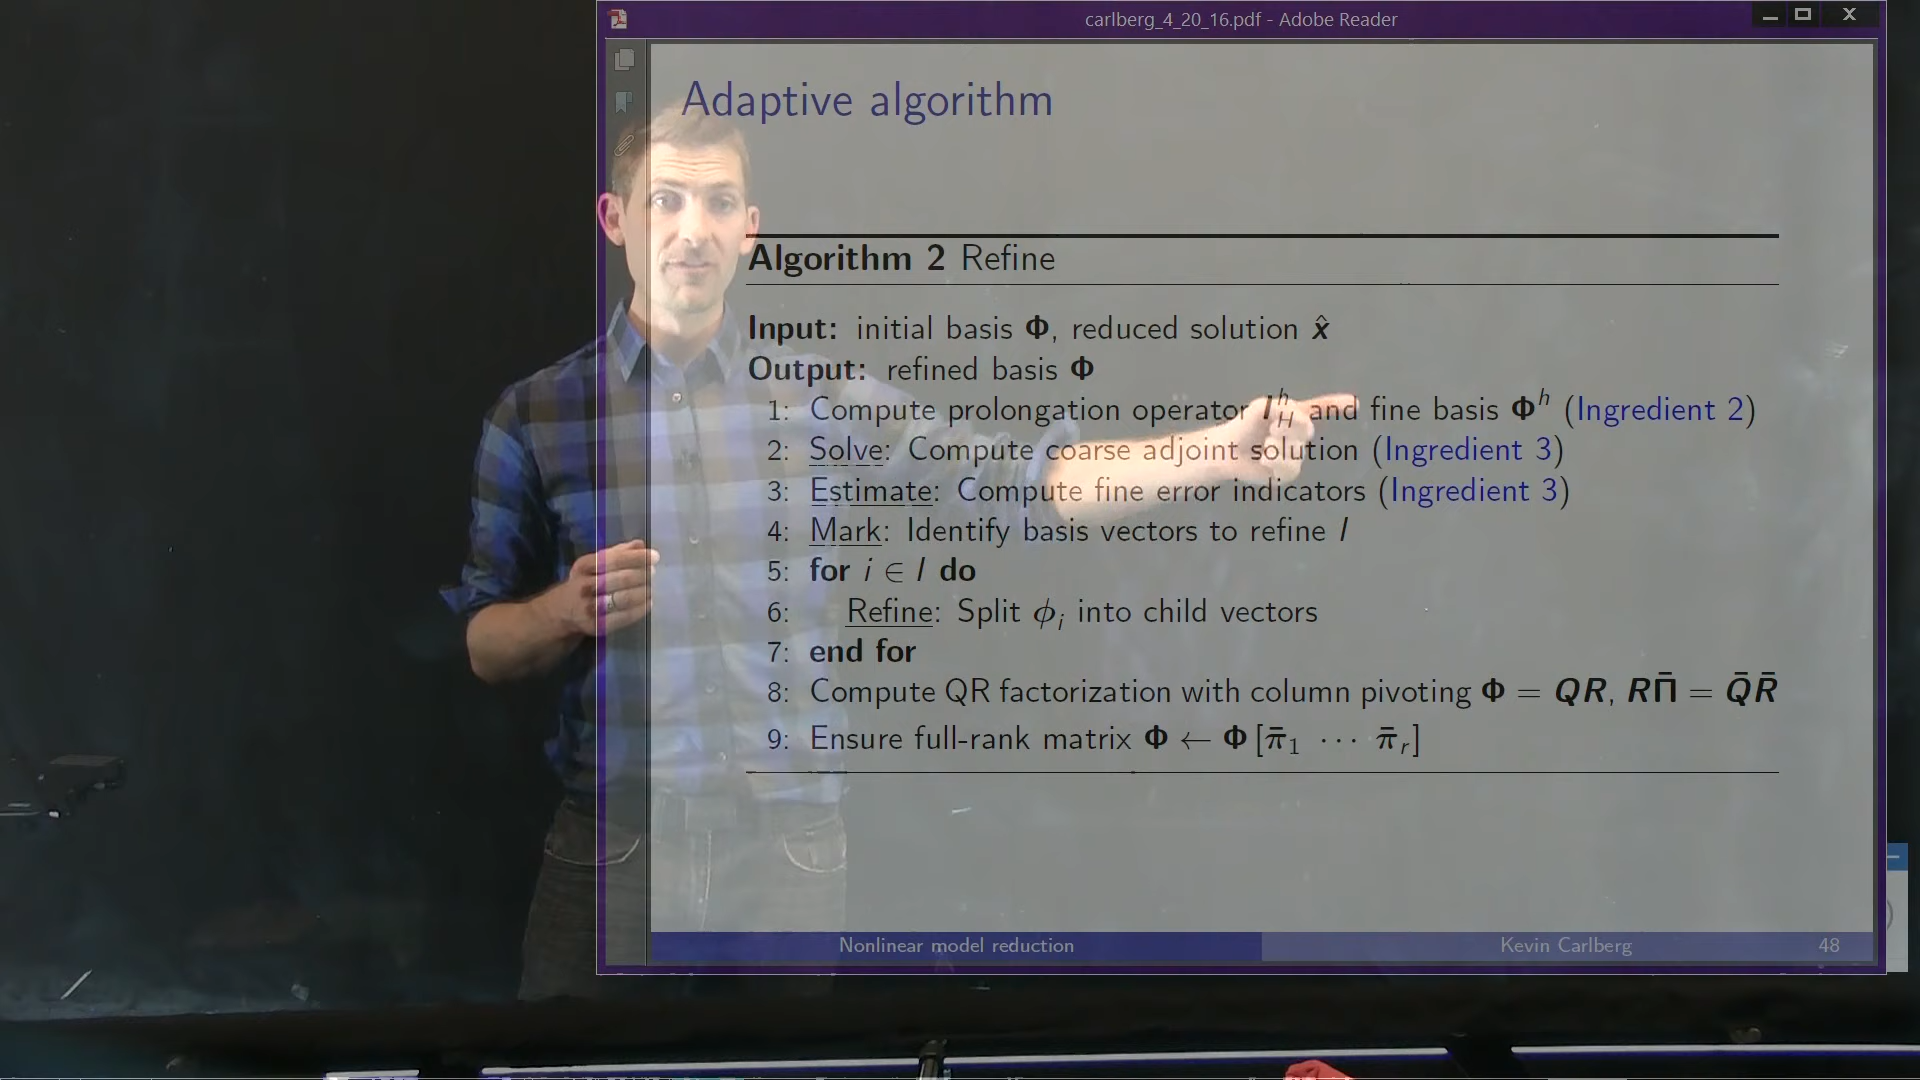 carlberg_4_20_16.pdf - Adobe Reader
Adaptive algorithm
Algorithm 2 Refine
Input: initial basis Φ, reduced solution x̂
Output: refined basis Φ
1: Compute prolongation operator I_H^h and fine basis Φ^h (Ingredient 2)
2: Solve: Compute coarse adjoint solution (Ingredient 3)
3: Estimate: Compute fine error indicators (Ingredient 3)
4: Mark: Identify basis vectors to refine I
5: for i ∈ I do
6: Refine: Split ϕ_i into child vectors
7: end for
8: Compute QR factorization with column pivoting Φ = QR, RΠ̄ = Q̄R̄
9: Ensure full-rank matrix Φ ← Φ [π̄_1 ⋯ π̄_r]
Nonlinear model reduction Kevin Carlberg 48